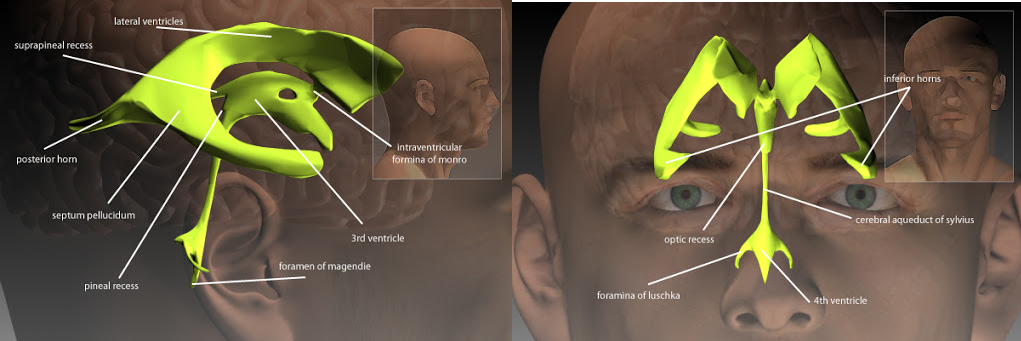 lateral ventricles
suprapineal recess
posterior horn
septum pellucidum
pineal recess
foramen of magendie
3rd ventricle
intraventricular
formina of monro
inferior horns
optic recess
cerebral aqueduct of sylvius
foramina of luschka
4th ventricle